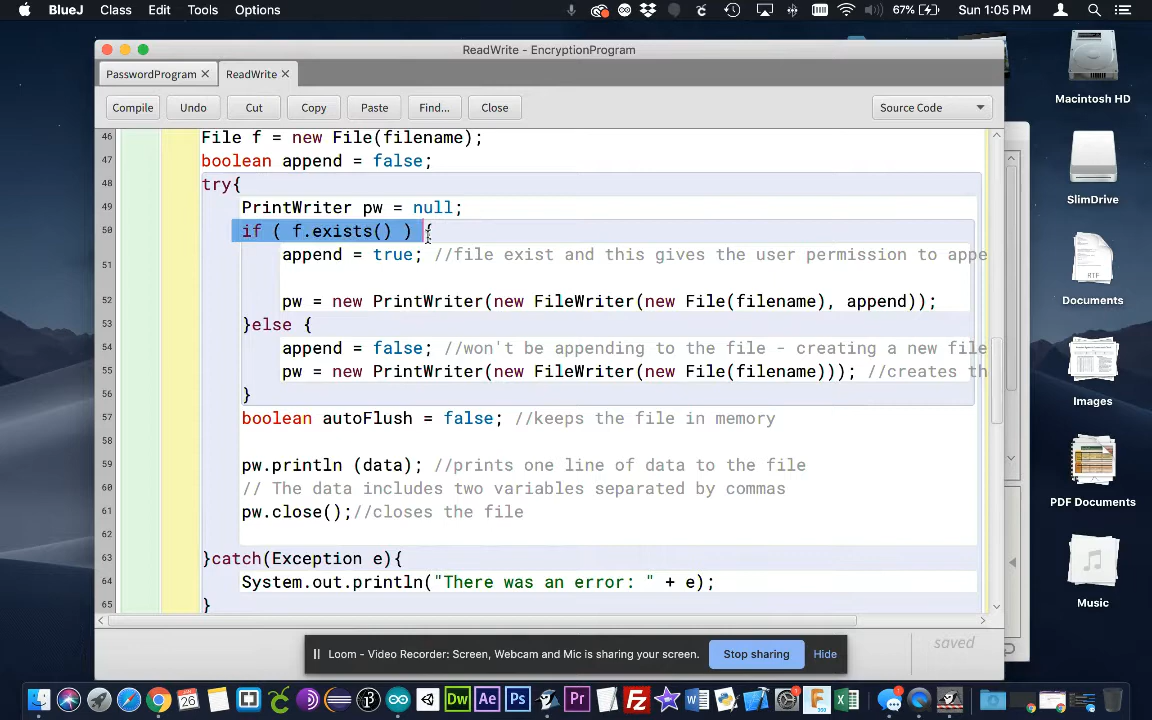 BlueJ Class Edit Tools Options 67% Sun 1:05 PM
ReadWrite - EncryptionProgram
PasswordProgram ✕ ReadWrite ✕
Compile Undo Cut Copy Paste Find... Close Source Code
46 File f = new File(filename);
47 boolean append = false;
48 try{
49 PrintWriter pw = null;
50 if ( f.exists() ) {
51 append = true; //file exist and this gives the user permission to appe
52 pw = new PrintWriter(new FileWriter(new File(filename), append));
53 }else {
54 append = false; //won't be appending to the file - creating a new file
55 pw = new PrintWriter(new FileWriter(new File(filename))); //creates th
56 }
57 boolean autoFlush = false; //keeps the file in memory
58
59 pw.println (data); //prints one line of data to the file
60 // The data includes two variables separated by commas
61 pw.close();//closes the file
62
63 }catch(Exception e){
64 System.out.println("There was an error: " + e);
65 }
saved
Loom - Video Recorder: Screen, Webcam and Mic is sharing your screen. Stop sharing Hide
Macintosh HD
SlimDrive
RTF
Documents
Images
PDF Documents
Music
26 Dw Ae Ps Pr Fz W